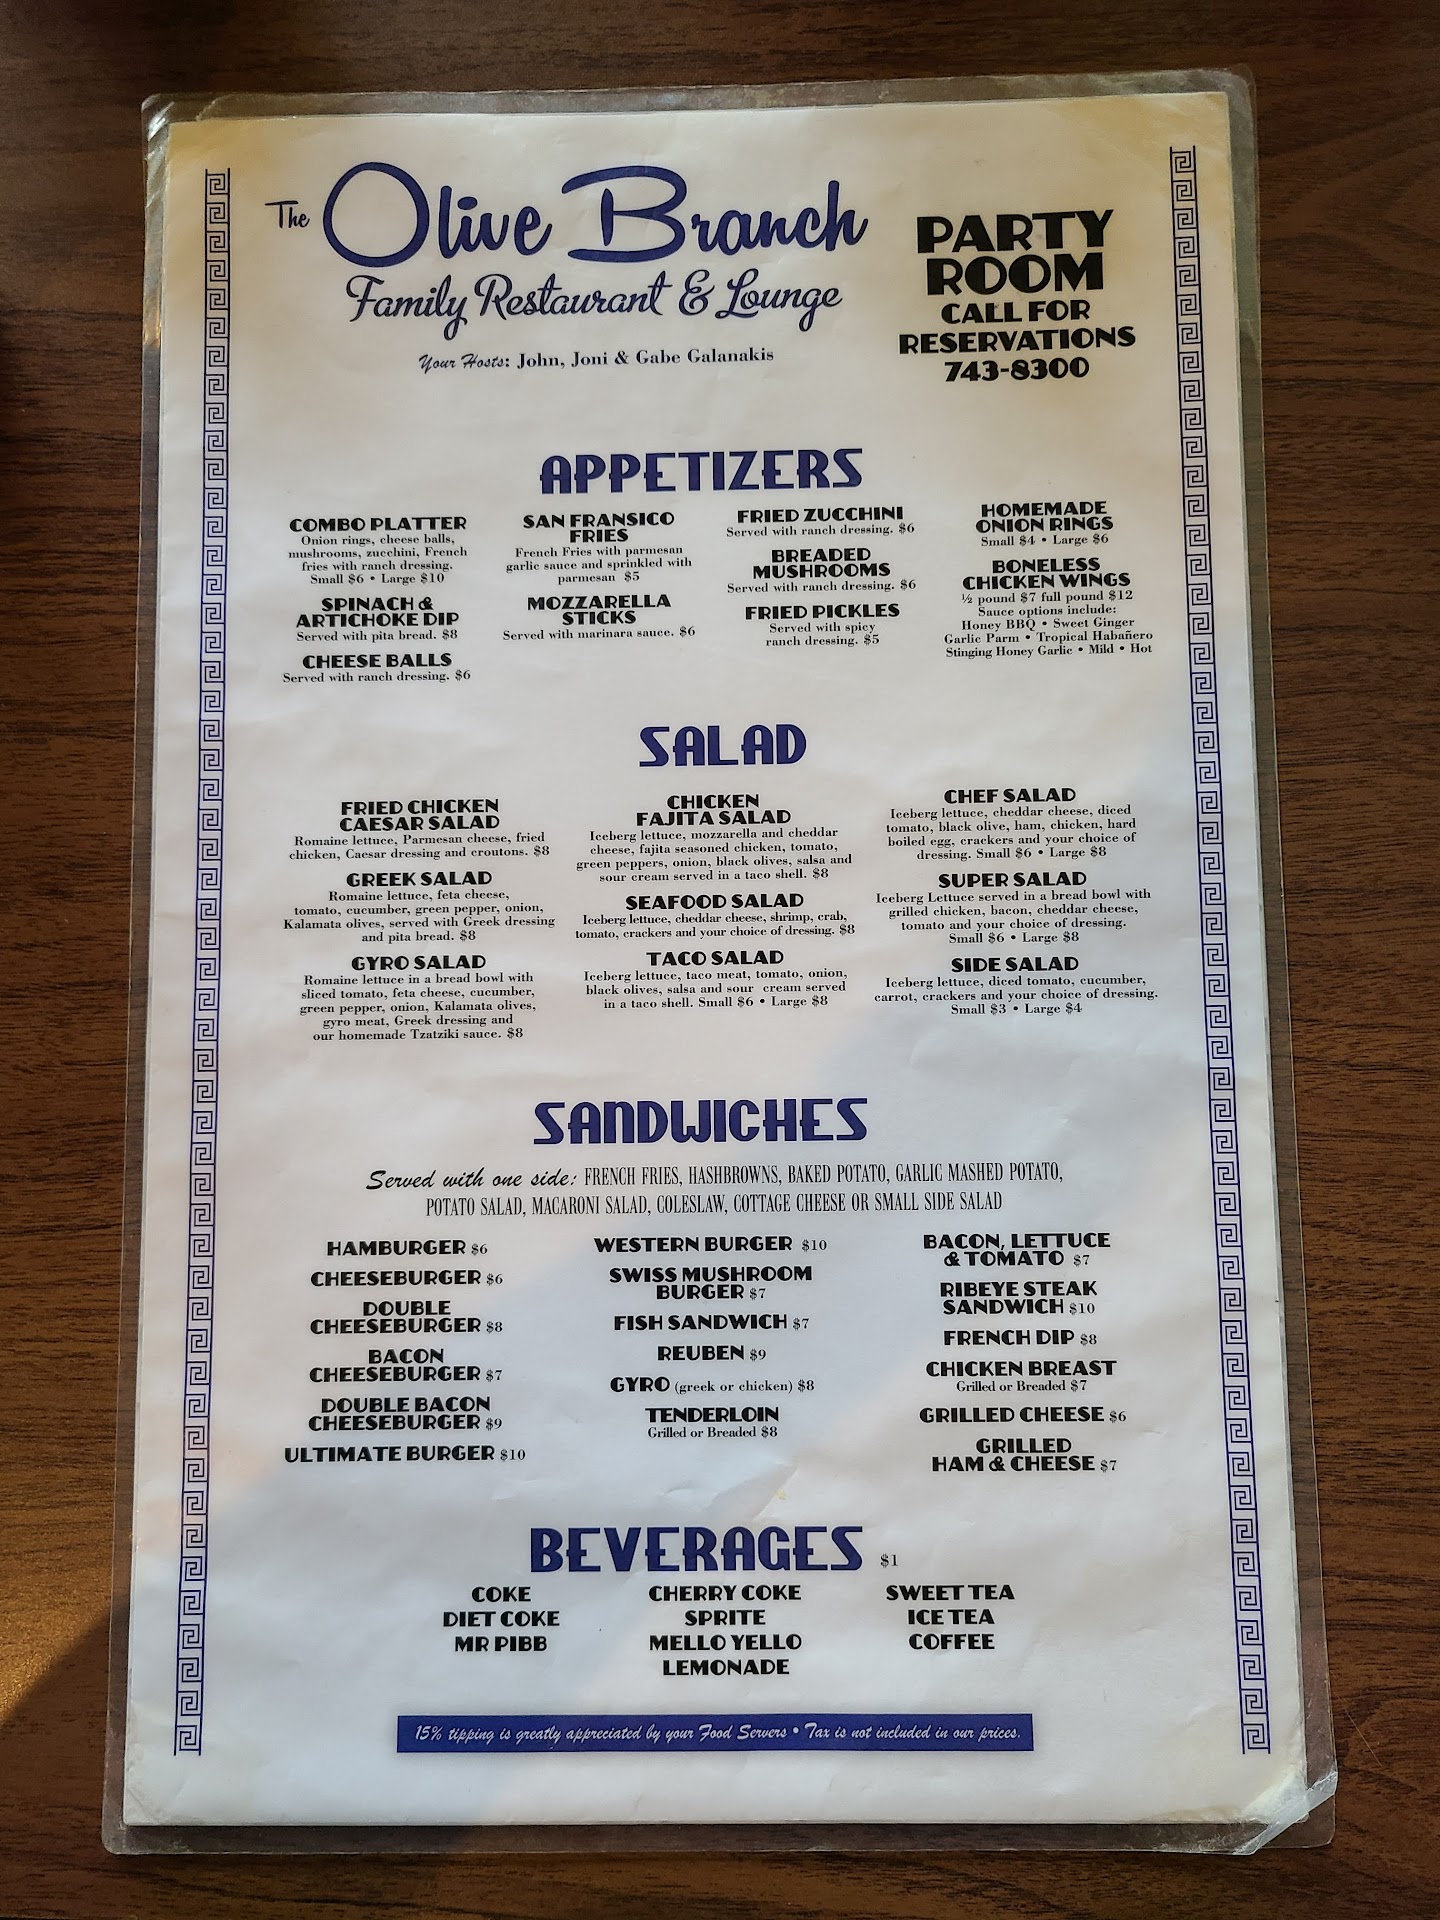 The Olive Branch
Family Restaurant & Lounge
Your Hosts: John, Joni & Gabe Galanakis
PARTY
ROOM
CALL FOR
RESERVATIONS
743-8300
APPETIZERS
COMBO PLATTER
Onion rings, cheese balls,
mushrooms, zucchini, French
fries with ranch dressing.
Small $6 • Large $10
SPINACH &
ARTICHOKE DIP
Served with pita bread. $8
CHEESE BALLS
Served with ranch dressing. $6
SAN FRANSICO
FRIES
French Fries with parmesan
garlic sauce and sprinkled with
parmesan $5
MOZZARELLA
STICKS
Served with marinara sauce. $6
FRIED ZUCCHINI
Served with ranch dressing. $6
BREADED
MUSHROOMS
Served with ranch dressing. $6
FRIED PICKLES
Served with spicy
ranch dressing. $5
HOMEMADE
ONION RINGS
Small $4 • Large $6
BONELESS
CHICKEN WINGS
½ pound $7 full pound $12
Sauce options include:
Honey BBQ • Sweet Ginger
Garlic Parm • Tropical Habañero
Stinging Honey Garlic • Mild • Hot
SALAD
FRIED CHICKEN
CAESAR SALAD
Romaine lettuce, Parmesan cheese, fried
chicken, Caesar dressing and croutons. $8
GREEK SALAD
Romaine lettuce, feta cheese,
tomato, cucumber, green pepper, onion,
Kalamata olives, served with Greek dressing
and pita bread. $8
GYRO SALAD
Romaine lettuce in a bread bowl with
sliced tomato, feta cheese, cucumber,
green pepper, onion, Kalamata olives,
gyro meat, Greek dressing and
our homemade Tzatziki sauce. $8
CHICKEN
FAJITA SALAD
Iceberg lettuce, mozzarella and cheddar
cheese, fajita seasoned chicken, tomato,
green peppers, onion, black olives, salsa and
sour cream served in a taco shell. $8
SEAFOOD SALAD
Iceberg lettuce, cheddar cheese, shrimp, crab,
tomato, crackers and your choice of dressing. $8
TACO SALAD
Iceberg lettuce, taco meat, tomato, onion,
black olives, salsa and sour cream served
in a taco shell. Small $6 • Large $8
CHEF SALAD
Iceberg lettuce, cheddar cheese, diced
tomato, black olive, ham, chicken, hard
boiled egg, crackers and your choice of
dressing. Small $6 • Large $8
SUPER SALAD
Iceberg Lettuce served in a bread bowl with
grilled chicken, bacon, cheddar cheese,
tomato and your choice of dressing.
Small $6 • Large $8
SIDE SALAD
Iceberg lettuce, diced tomato, cucumber,
carrot, crackers and your choice of dressing.
Small $3 • Large $4
SANDWICHES
Served with one side: FRENCH FRIES, HASHBROWNS, BAKED POTATO, GARLIC MASHED POTATO,
POTATO SALAD, MACARONI SALAD, COLESLAW, COTTAGE CHEESE OR SMALL SIDE SALAD
HAMBURGER $6
CHEESEBURGER $6
DOUBLE
CHEESEBURGER $8
BACON
CHEESEBURGER $7
DOUBLE BACON
CHEESEBURGER $9
ULTIMATE BURGER $10
WESTERN BURGER $10
SWISS MUSHROOM
BURGER $7
FISH SANDWICH $7
REUBEN $9
GYRO (greek or chicken) $8
TENDERLOIN
Grilled or Breaded $8
BACON, LETTUCE
& TOMATO $7
RIBEYE STEAK
SANDWICH $10
FRENCH DIP $8
CHICKEN BREAST
Grilled or Breaded $7
GRILLED CHEESE $6
GRILLED
HAM & CHEESE $7
BEVERAGES $1
COKE
DIET COKE
MR PIBB
CHERRY COKE
SPRITE
MELLO YELLO
LEMONADE
SWEET TEA
ICE TEA
COFFEE
15% tipping is greatly appreciated by your Food Servers • Tax is not included in our prices.